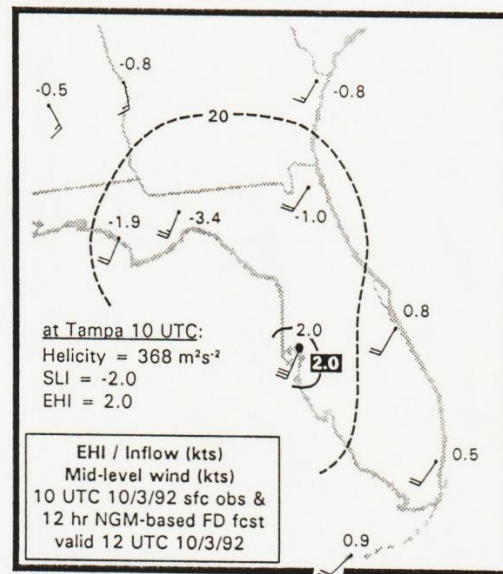 -0.8
-0.5
-0.8
20
-1.9
-3.4
-1.0
0.8
at Tampa 10 UTC:
Helicity = 368 m²s⁻²
SLI = -2.0
EHI = 2.0
2.0
2.0
EHI / Inflow (kts)
Mid-level wind (kts)
10 UTC 10/3/92 sfc obs &
12 hr NGM-based FD fcst
valid 12 UTC 10/3/92
0.5
0.9